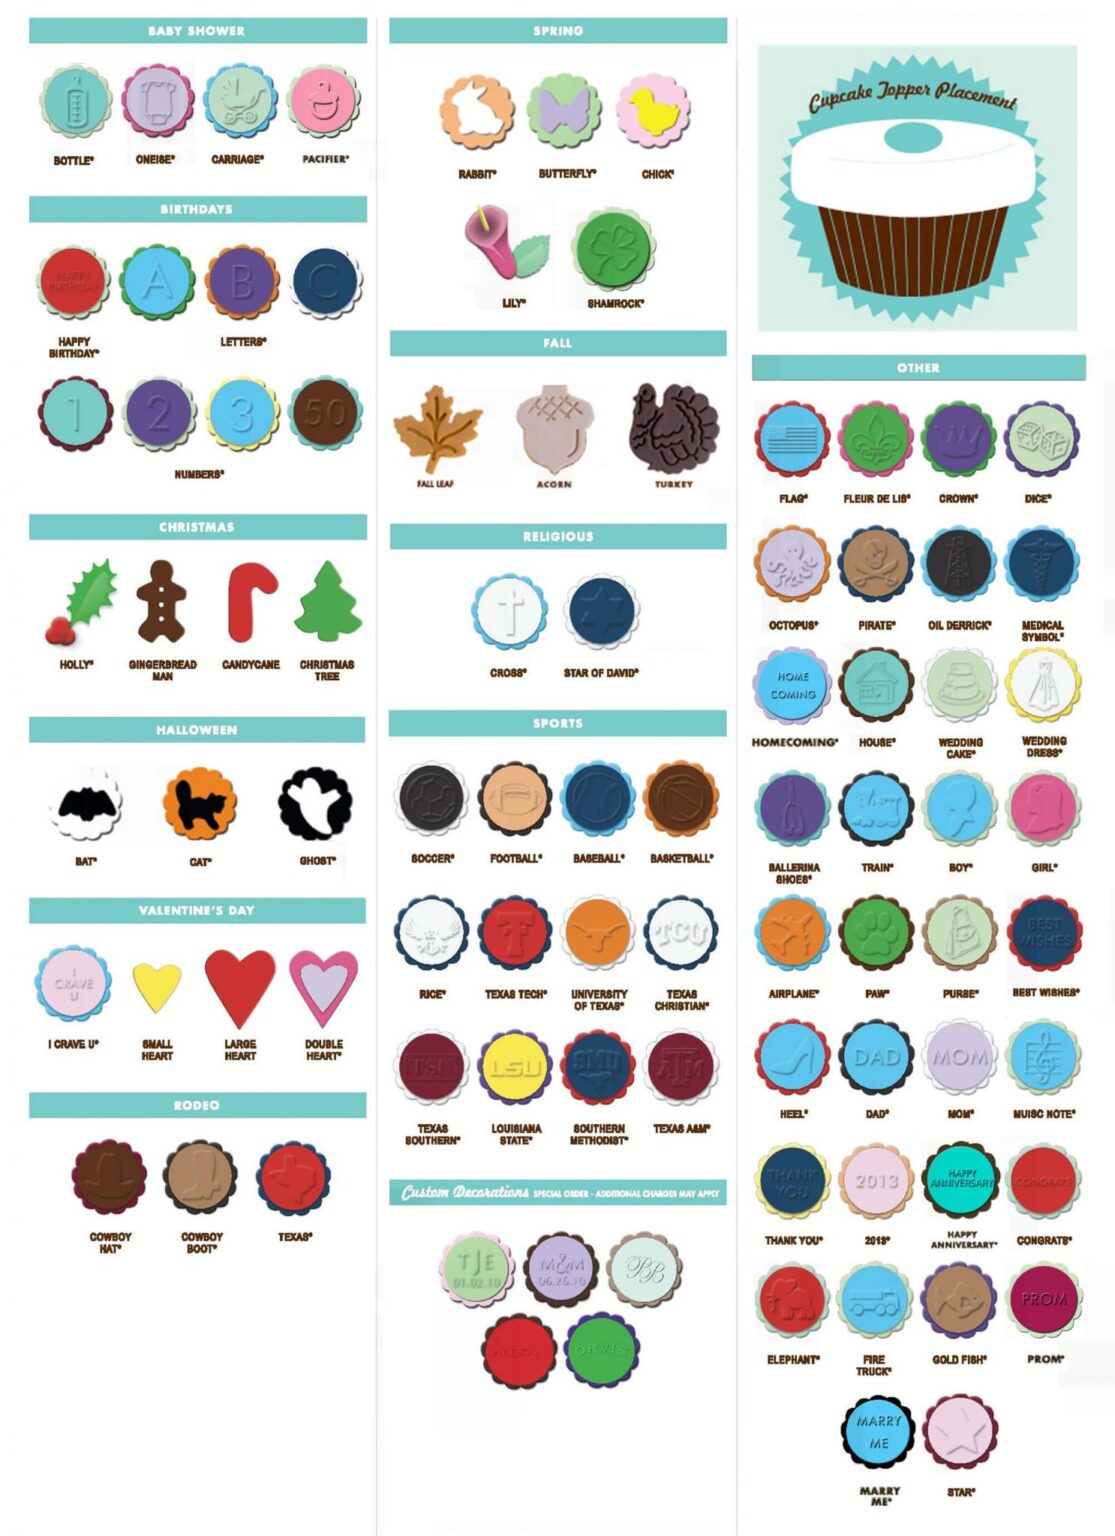 BABY SHOWER
BOTTLE* ONEISE* CARRIAGE* PACIFIER*
BIRTHDAYS
HAPPY
BIRTHDAY
A B C
HAPPY
BIRTHDAY*
LETTERS*
1 2 3 50
NUMBERS*
CHRISTMAS
HOLLY* GINGERBREAD
MAN
CANDYCANE CHRISTMAS
TREE
HALLOWEEN
BAT* CAT* GHOST*
VALENTINE'S DAY
I
CRAVE
U
I CRAVE U* SMALL
HEART
LARGE
HEART
DOUBLE
HEART*
RODEO
COWBOY
HAT*
COWBOY
BOOT*
TEXAS*
SPRING
RABBIT* BUTTERFLY* CHICK*
LILY* SHAMROCK*
FALL
FALL LEAF ACORN TURKEY
RELIGIOUS
CROSS* STAR OF DAVID*
SPORTS
SOCCER* FOOTBALL* BASEBALL* BASKETBALL*
T TCU
RICE* TEXAS TECH* UNIVERSITY
OF TEXAS*
TEXAS
CHRISTIAN*
TSU LSU SMU ATM
TEXAS
SOUTHERN*
LOUISIANA
STATE*
SOUTHERN
METHODIST*
TEXAS A&M*
Custom Decorations SPECIAL ORDER - ADDITIONAL CHARGES MAY APPLY
TJE
01.02.10
M&M
06.26.10
PB
ORVIS
Cupcake Topper Placement
OTHER
FLAG* FLEUR DE LIS* CROWN* DICE*
OCTOPUS* PIRATE* OIL DERRICK* MEDICAL
SYMBOL*
HOME
COMING
HOMECOMING* HOUSE* WEDDING
CAKE*
WEDDING
DRESS*
BALLERINA
SHOES*
TRAIN* BOY* GIRL*
BEST
WISHES
AIRPLANE* PAW* PURSE* BEST WISHES*
DAD MOM
HEEL* DAD* MOM* MUISC NOTE*
THANK
YOU
2013
HAPPY
ANNIVERSARY
CONGRATS
THANK YOU* 2013* HAPPY
ANNIVERSARY*
CONGRATS*
PROM
ELEPHANT* FIRE
TRUCK*
GOLD FISH* PROM*
MARRY
ME
MARRY
ME*
STAR*